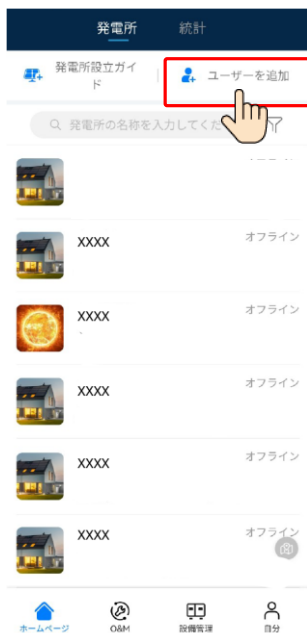 発電所 統計
発電所設立ガイ
ド
ユーザーを追加
発電所の名称を入力してくだ
XXXX オフライン
XXXX オフライン
XXXX オフライン
XXXX オフライン
XXXX オフライン
ホームページ O&M 設備管理 自分